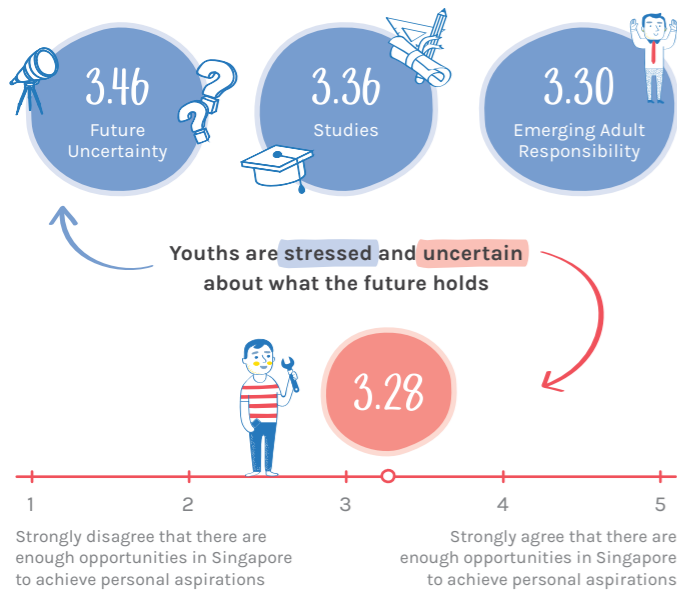 3.46
Future
Uncertainty
3.36
Studies
3.30
Emerging Adult
Responsibility
Youths are stressed and uncertain
about what the future holds
3.28
1 2 3 4 5
Strongly disagree that there are
enough opportunities in Singapore
to achieve personal aspirations
Strongly agree that there are
enough opportunities in Singapore
to achieve personal aspirations